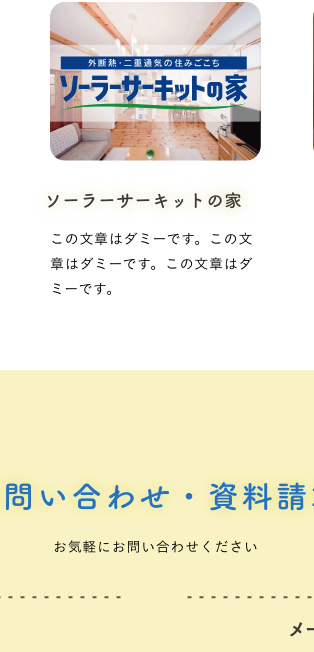 外断熱・二重通気の住みごこち
ソーラーサーキットの家
ソーラーサーキットの家
この文章はダミーです。この文
章はダミーです。この文章はダ
ミーです。
問い合わせ・資料請
お気軽にお問い合わせください
メー